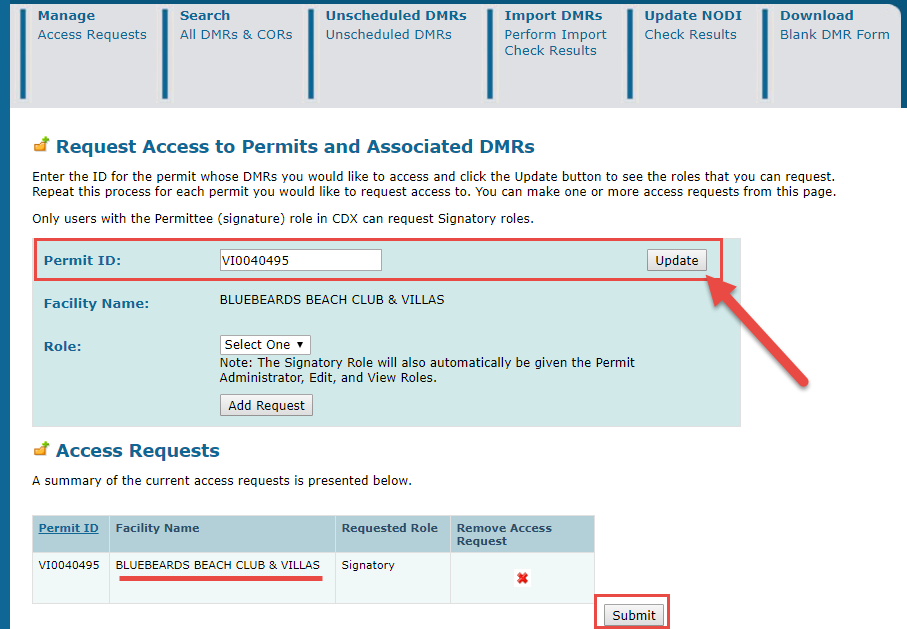 Manage
Access Requests
Search
All DMRs & CORs
Unscheduled DMRs
Unscheduled DMRs
Import DMRs
Perform Import
Check Results
Update NODI
Check Results
Download
Blank DMR Form
Request Access to Permits and Associated DMRs
Enter the ID for the permit whose DMRs you would like to access and click the Update button to see the roles that you can request.
Repeat this process for each permit you would like to request access to. You can make one or more access requests from this page.
Only users with the Permittee (signature) role in CDX can request Signatory roles.
Permit ID: VI0040495 Update
Facility Name: BLUEBEARDS BEACH CLUB & VILLAS
Role: Select One ▼
Note: The Signatory Role will also automatically be given the Permit
Administrator, Edit, and View Roles.
Add Request
Access Requests
A summary of the current access requests is presented below.
Permit ID Facility Name Requested Role Remove Access
Request
VI0040495 BLUEBEARDS BEACH CLUB & VILLAS Signatory
Submit